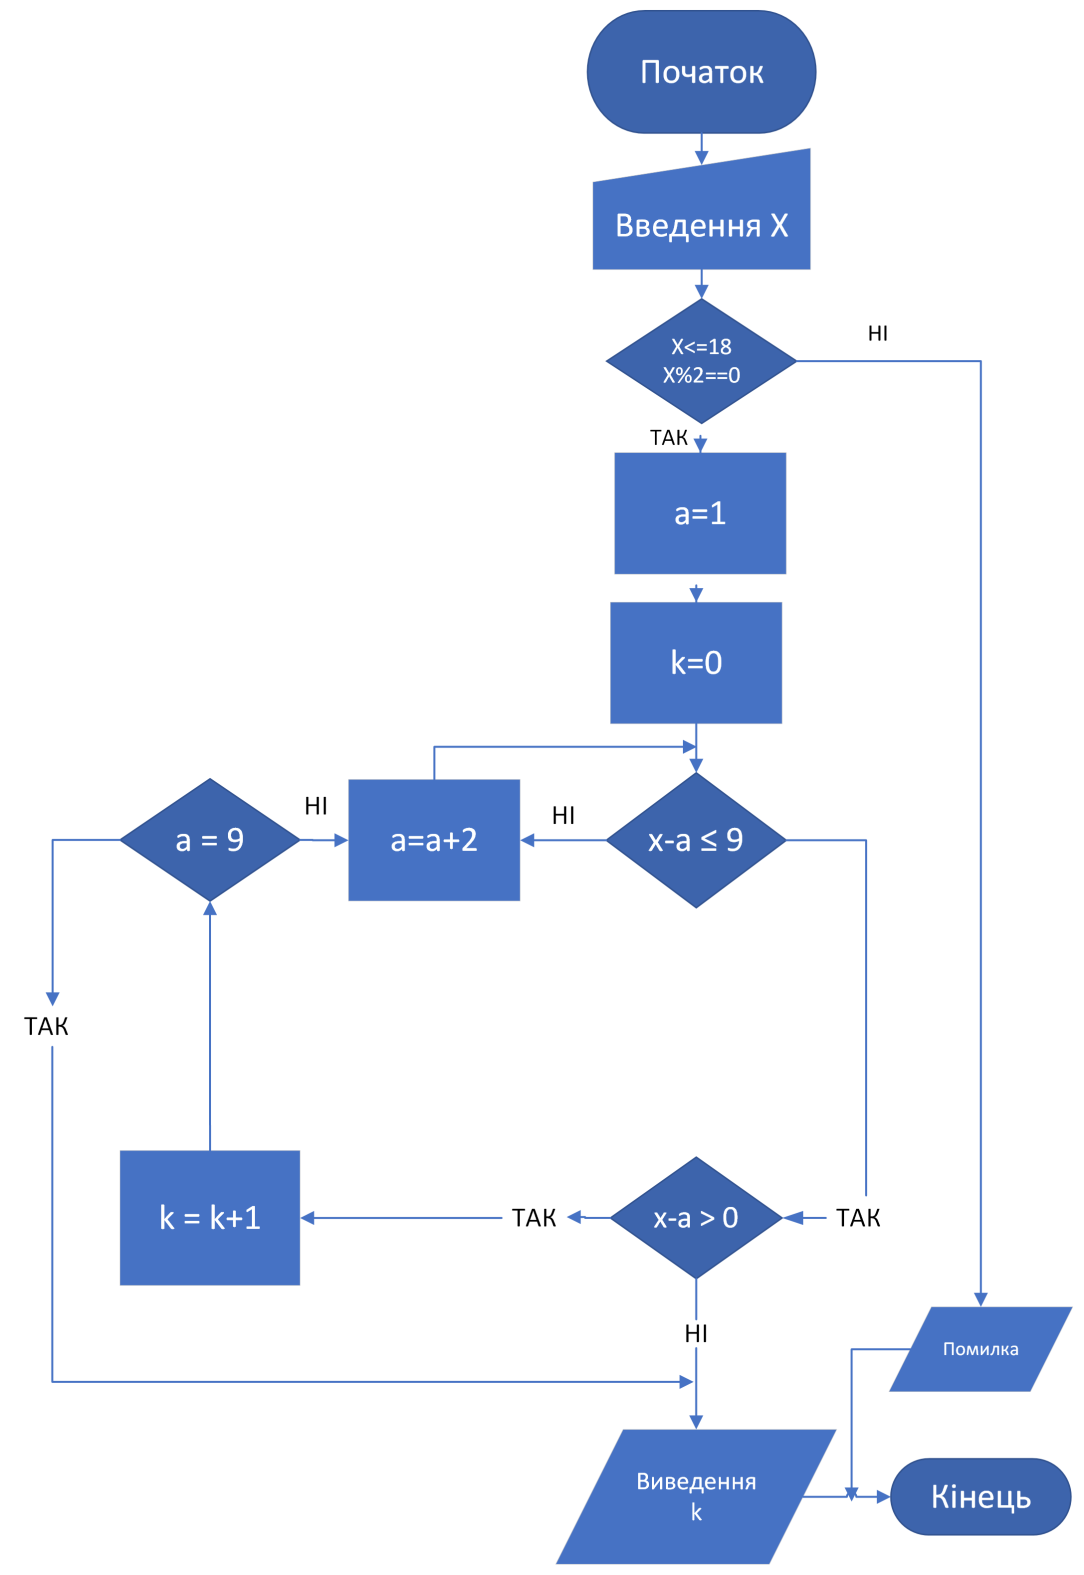 Початок
Введення X
X<=18
X%2==0
НІ
ТАК
a=1
k=0
a = 9
НІ
a=a+2
НІ
x-a ≤ 9
ТАК
k = k+1
ТАК
x-a > 0
ТАК
НІ
Помилка
Виведення
k
Кінець